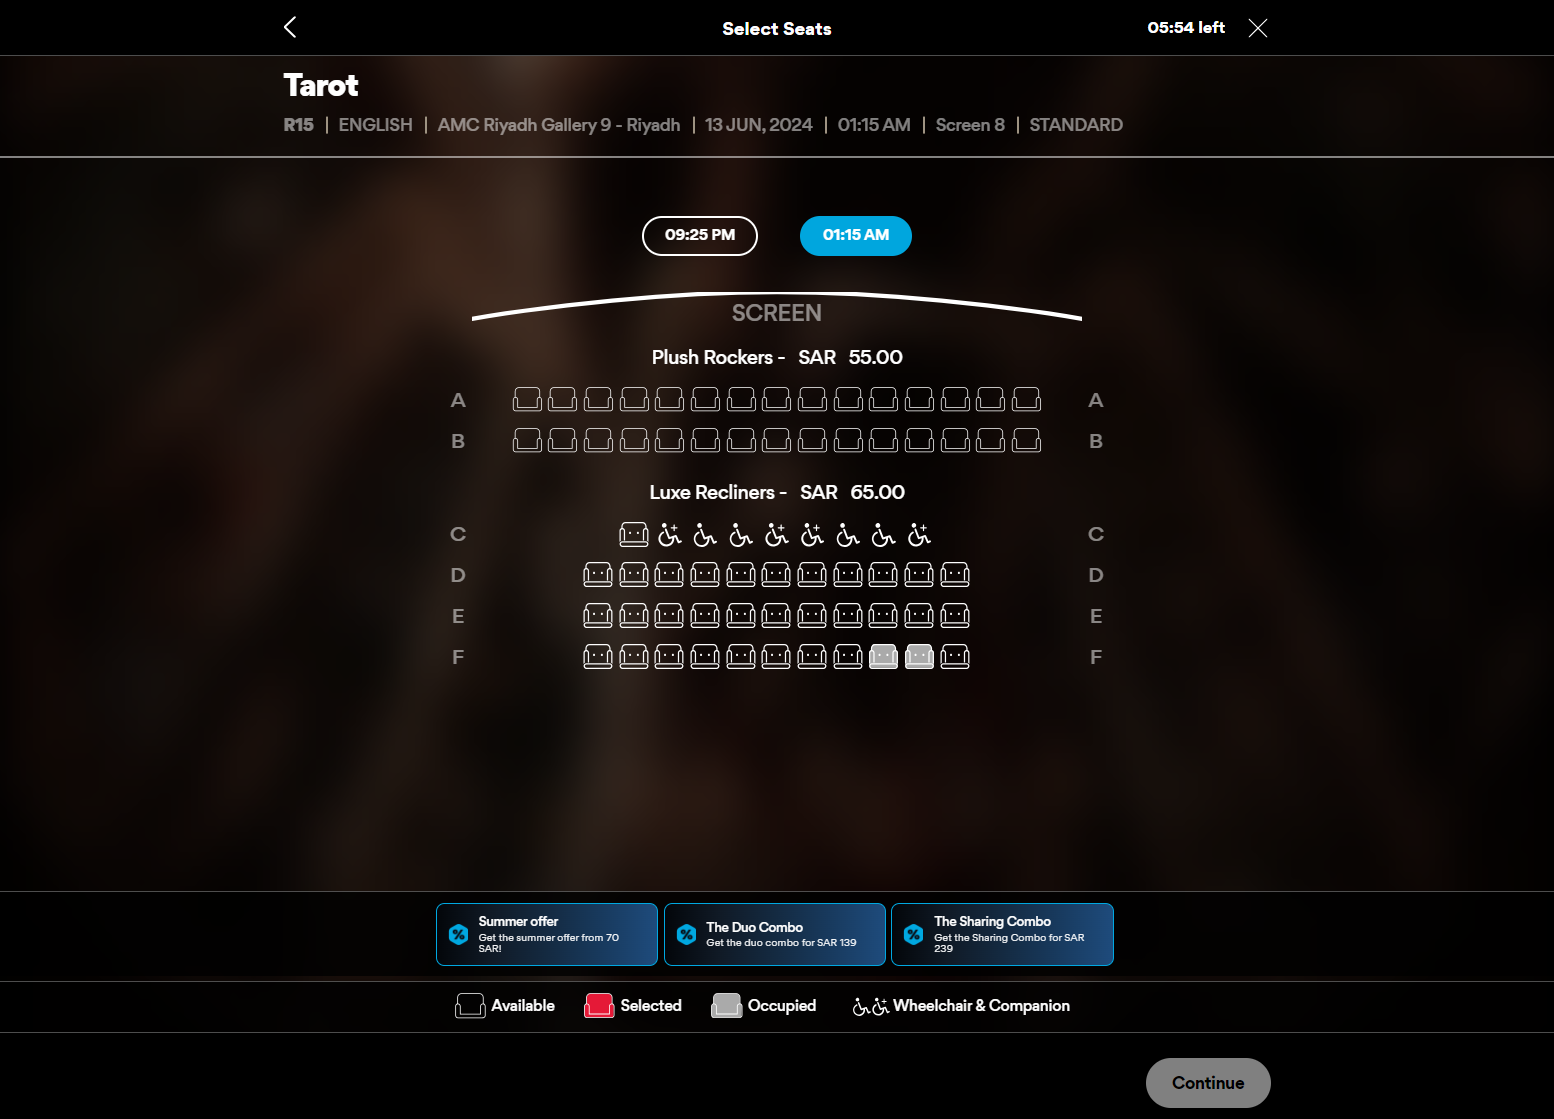 Select Seats
05:54 left
Tarot
R15 | ENGLISH | AMC Riyadh Gallery 9 - Riyadh | 13 JUN, 2024 | 01:15 AM | Screen 8 | STANDARD
09:25 PM
01:15 AM
SCREEN
Plush Rockers - SAR 55.00
A A
B B
Luxe Recliners - SAR 65.00
C C
D D
E E
F F
Summer offer
Get the summer offer from 70
SAR!
The Duo Combo
Get the duo combo for SAR 139
The Sharing Combo
Get the Sharing Combo for SAR
239
Available
Selected
Occupied
Wheelchair & Companion
Continue